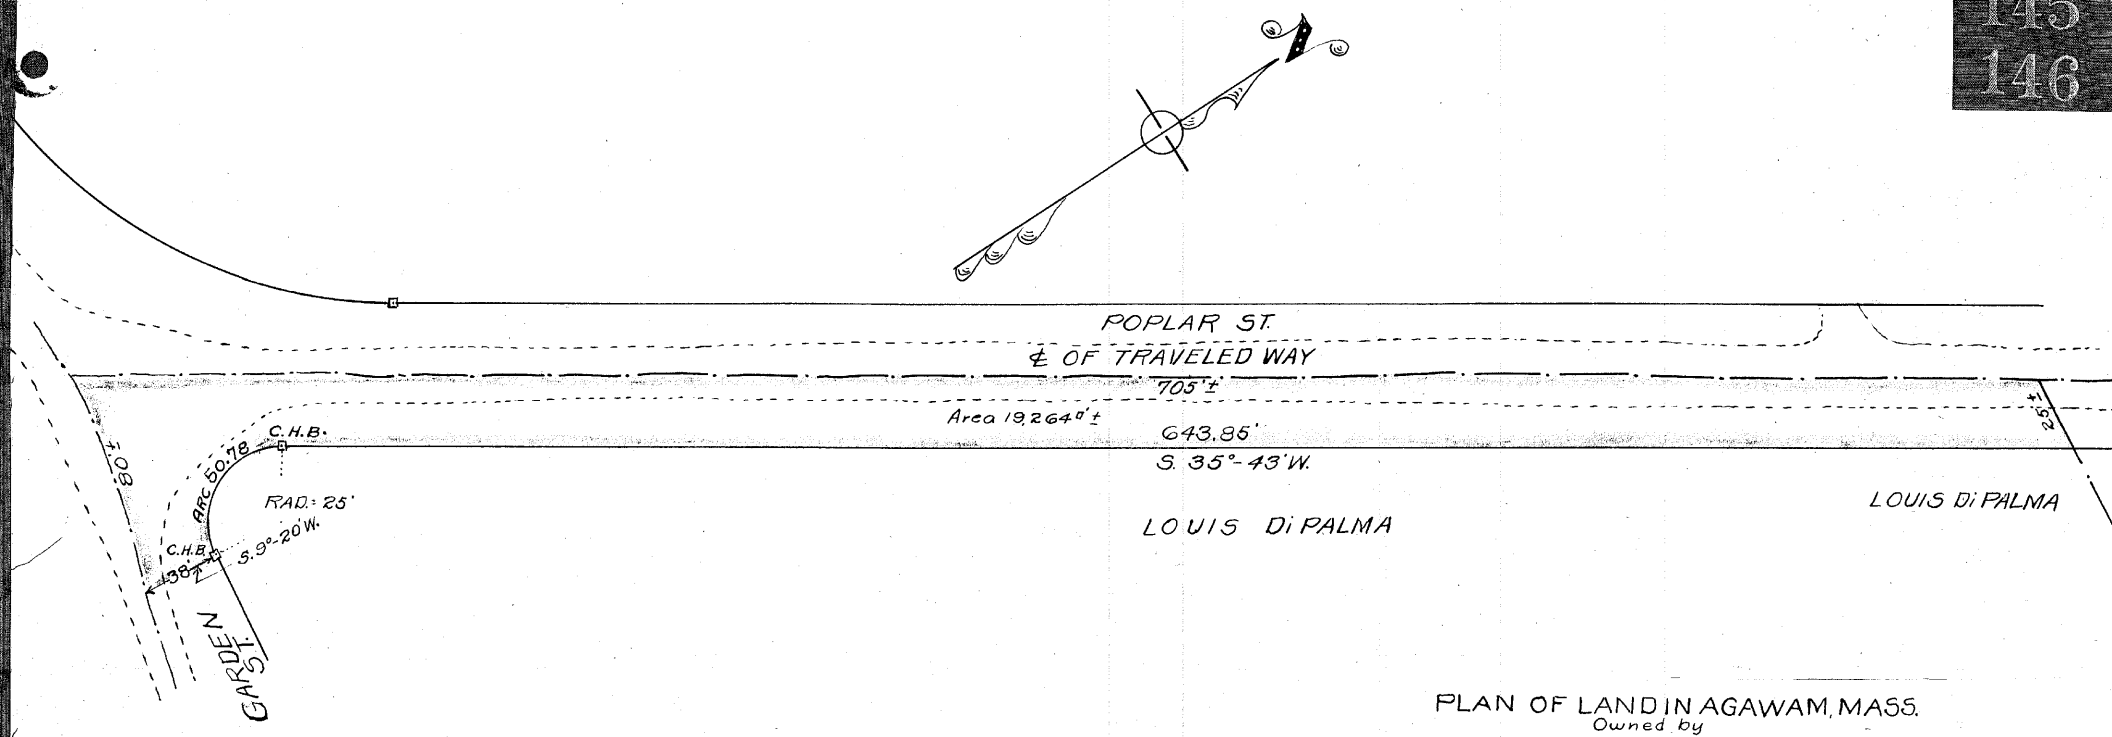 145
146
N
POPLAR ST.
℄ OF TRAVELED WAY
705'±
Area 19,264□'±
C.H.B.
643.85'
25'±
80'±
ARC 50.78
S. 35°-43'W.
RAD.= 25'
LOUIS Di PALMA
LOUIS Di PALMA
C.H.B.
S.9°-20'W.
38'±
GARDEN
ST.
PLAN OF LAND IN AGAWAM, MASS.
Owned by